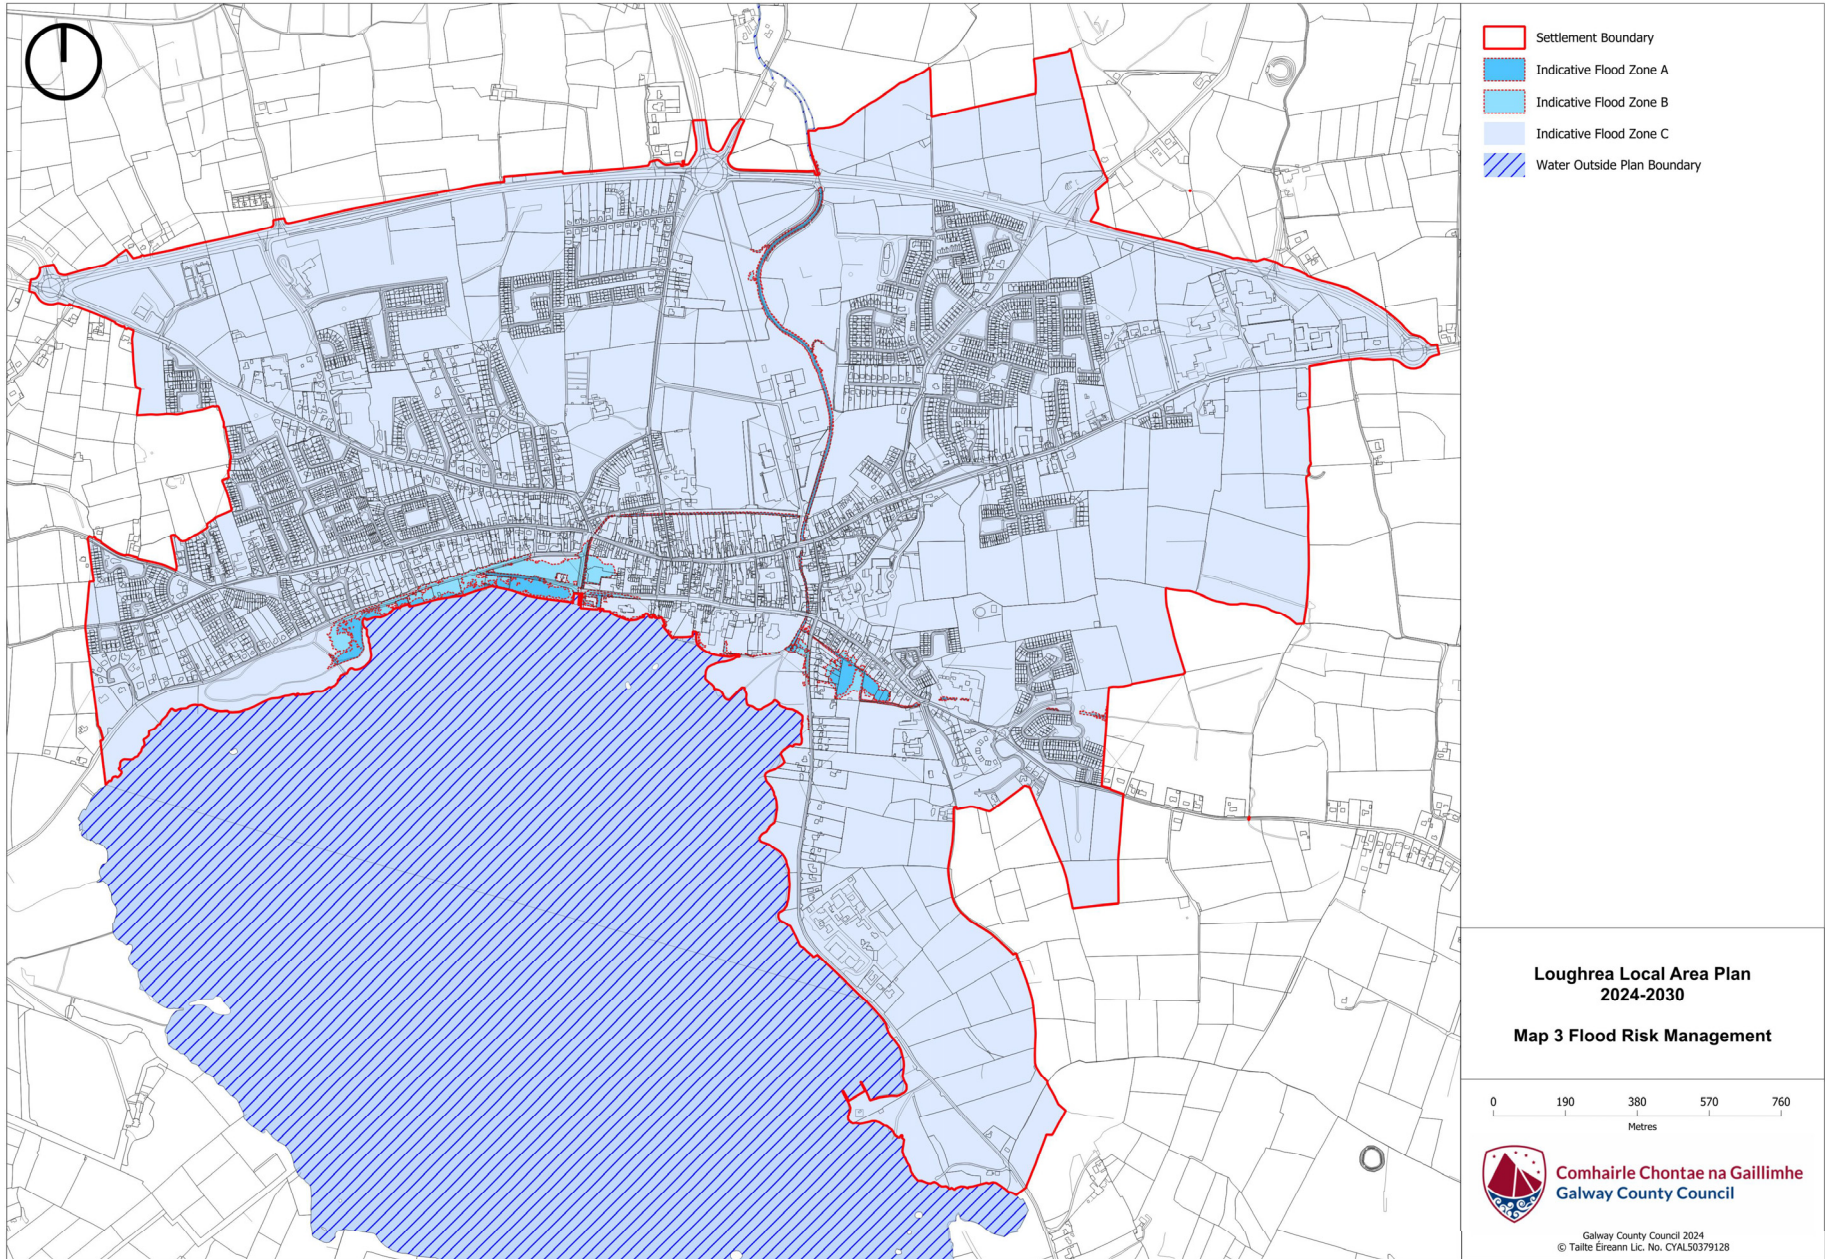 Settlement Boundary
Indicative Flood Zone A
Indicative Flood Zone B
Indicative Flood Zone C
Water Outside Plan Boundary
Loughrea Local Area Plan
2024-2030
Map 3 Flood Risk Management
0 190 380 570 760
Metres
Comhairle Chontae na Gaillimhe
Galway County Council
Galway County Council 2024
© Tailte Éireann Lic. No. CYAL50379128